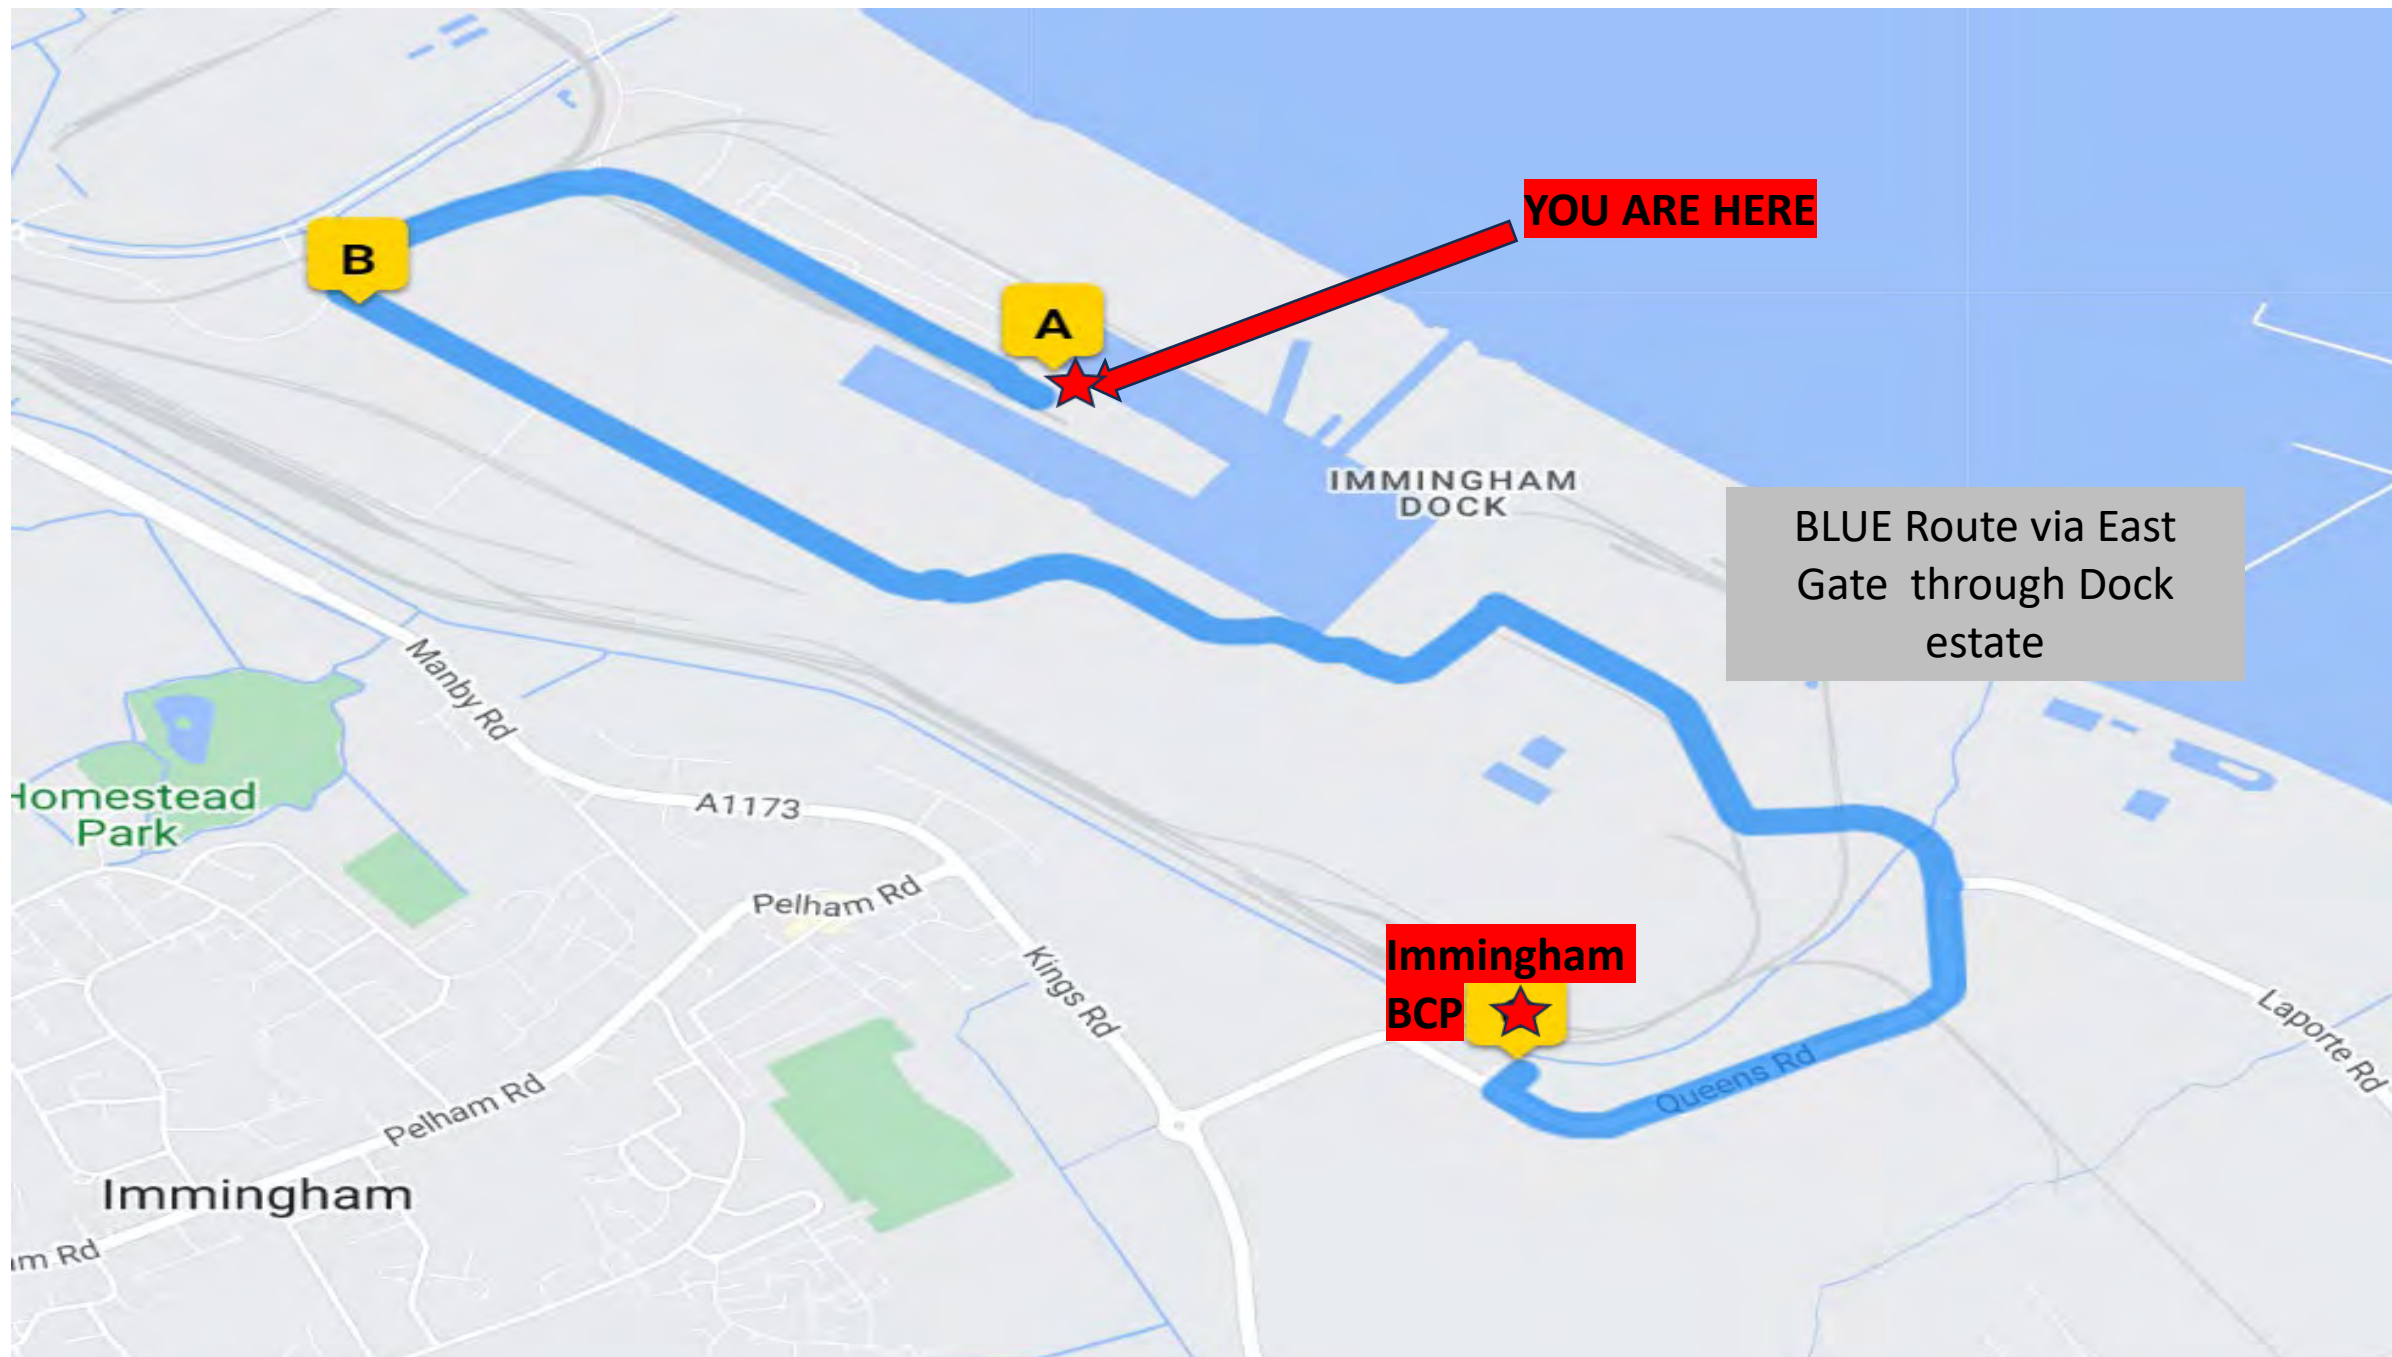 YOU ARE HERE
B
A
IMMINGHAM
DOCK
BLUE Route via East
Gate through Dock
estate
Manby Rd
Homestead
Park
A1173
Pelham Rd
Kings Rd
Immingham
BCP
Laporte Rd
Queens Rd
Pelham Rd
Immingham
m Rd